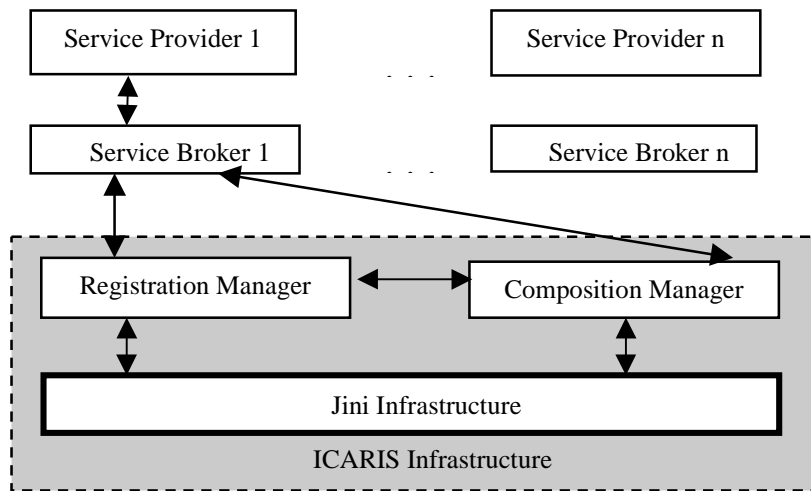 Service Provider 1
. . .
Service Provider n
Service Broker 1
. . .
Service Broker n
Registration Manager
Composition Manager
Jini Infrastructure
ICARIS Infrastructure